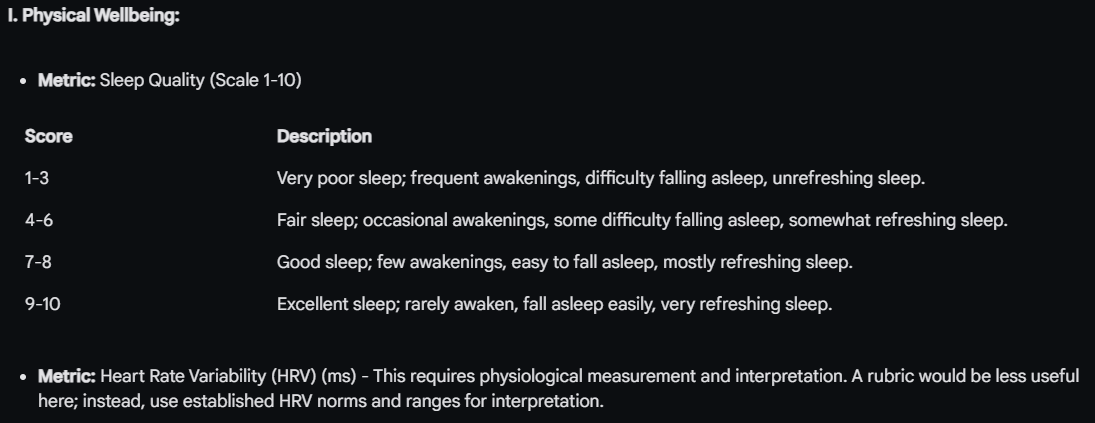 I. Physical Wellbeing:
• Metric: Sleep Quality (Scale 1-10)
Score Description
1-3 Very poor sleep; frequent awakenings, difficulty falling asleep, unrefreshing sleep.
4-6 Fair sleep; occasional awakenings, some difficulty falling asleep, somewhat refreshing sleep.
7-8 Good sleep; few awakenings, easy to fall asleep, mostly refreshing sleep.
9-10 Excellent sleep; rarely awaken, fall asleep easily, very refreshing sleep.
• Metric: Heart Rate Variability (HRV) (ms) - This requires physiological measurement and interpretation. A rubric would be less useful
here; instead, use established HRV norms and ranges for interpretation.